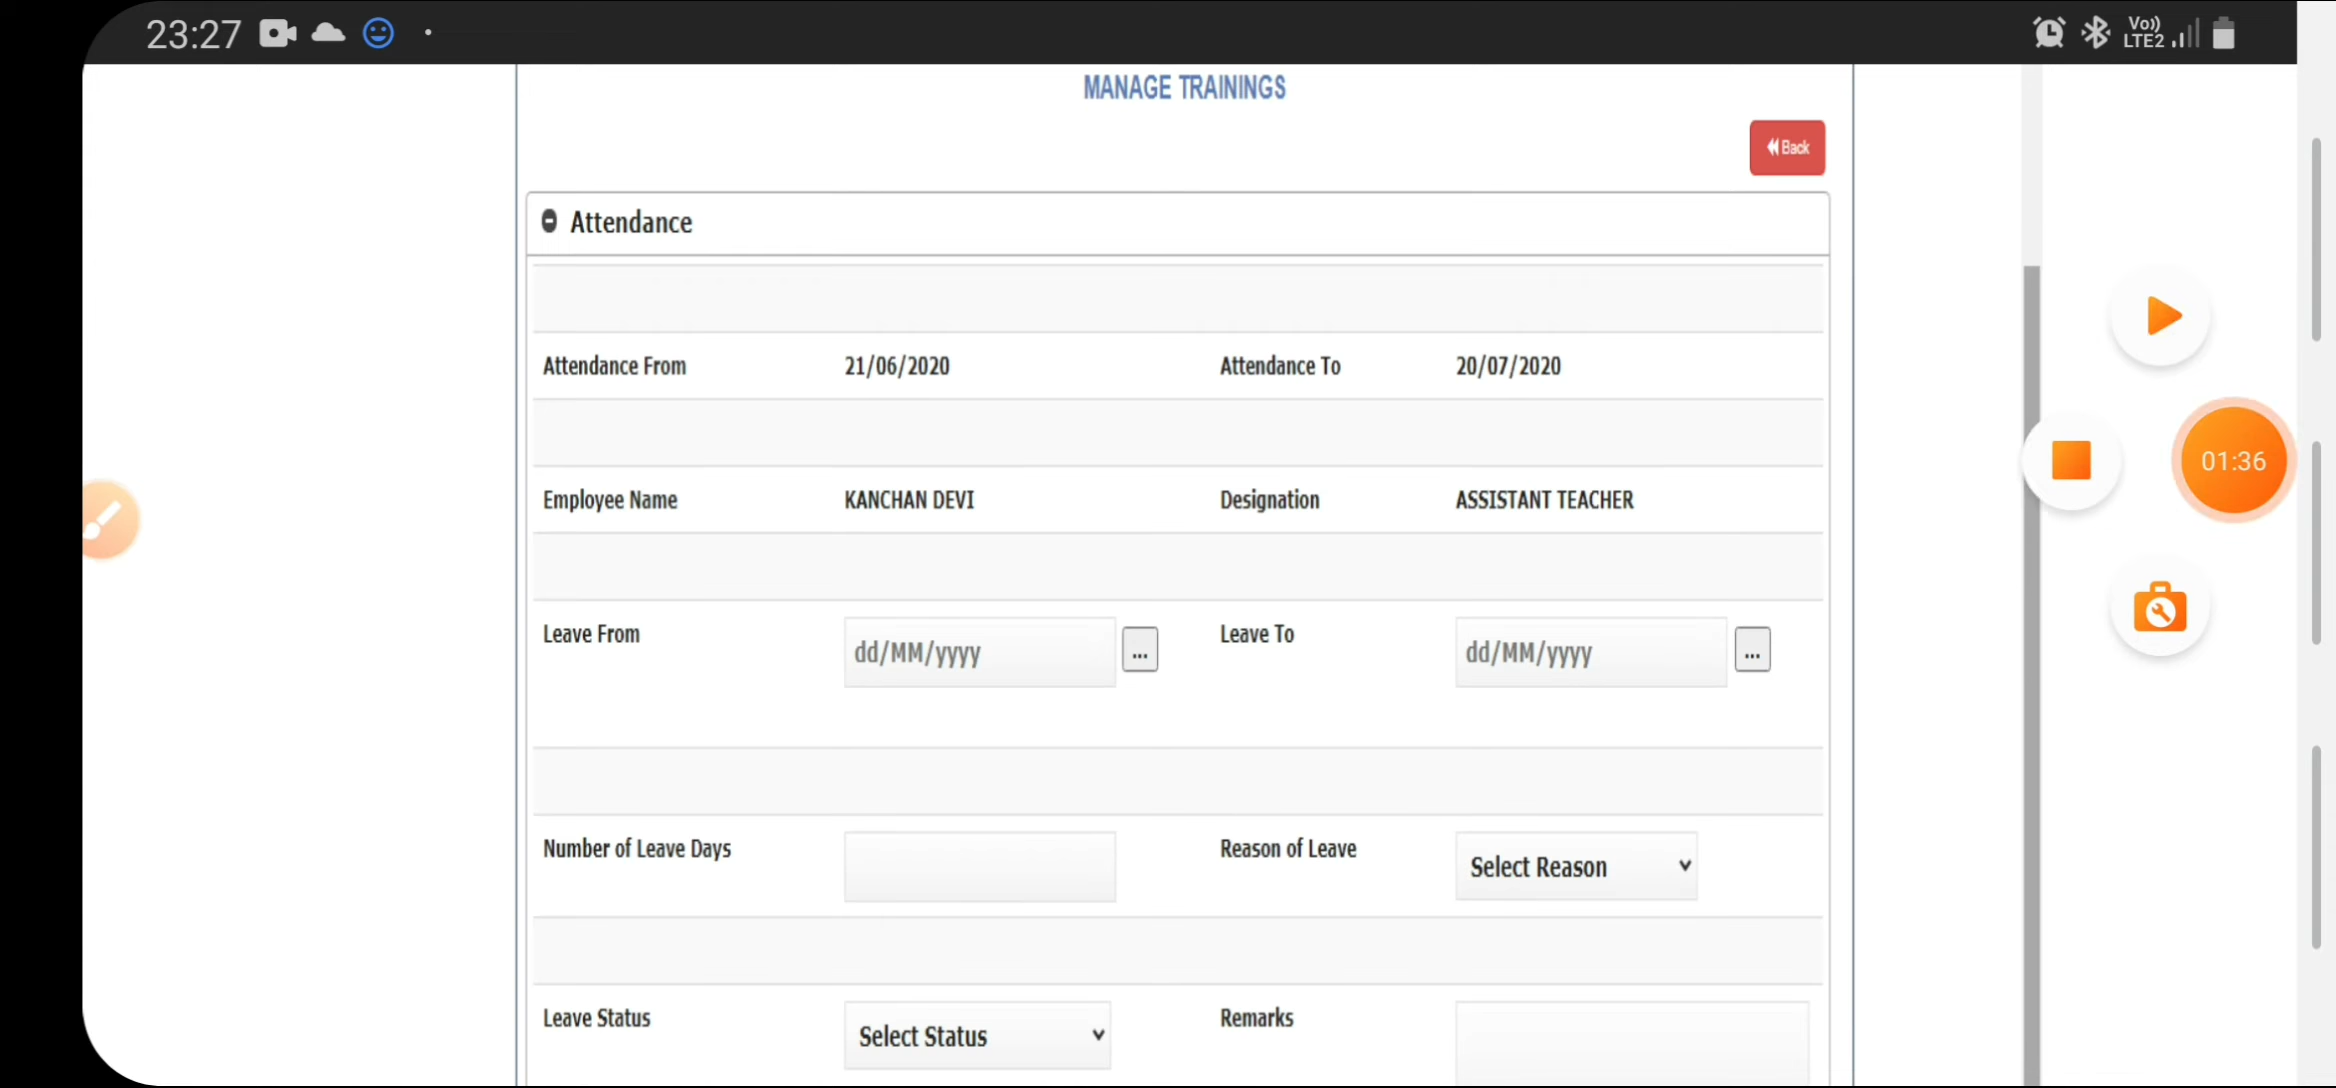 23:27
Vo)) LTE2
MANAGE TRAININGS
Back
Attendance
Attendance From 21/06/2020 Attendance To 20/07/2020
Employee Name KANCHAN DEVI Designation ASSISTANT TEACHER
01:36
Leave From dd/MM/yyyy ... Leave To dd/MM/yyyy ...
Number of Leave Days Reason of Leave Select Reason
Leave Status Select Status Remarks